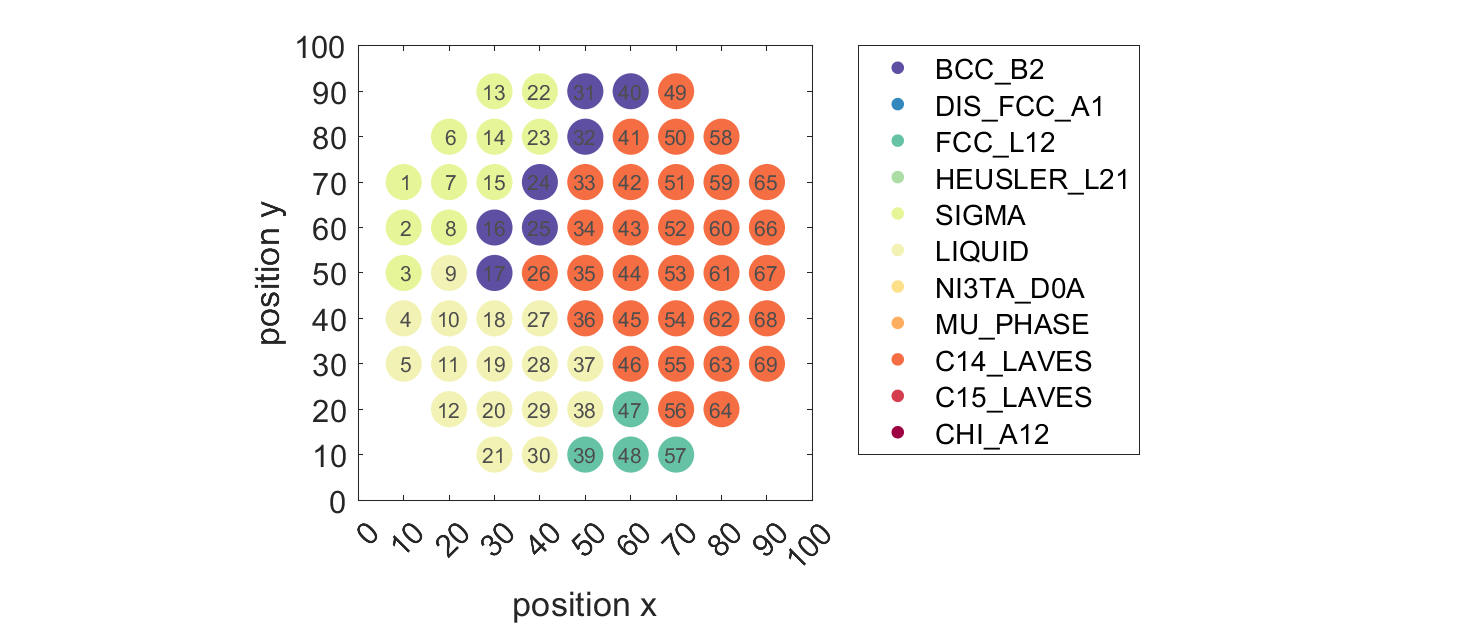 100
90 13 22 31 40 49
80 6 14 23 32 41 50 58
70 1 7 15 24 33 42 51 59 65
60 2 8 16 25 34 43 52 60 66
50 3 9 17 26 35 44 53 61 67
40 4 10 18 27 36 45 54 62 68
30 5 11 19 28 37 46 55 63 69
20 12 20 29 38 47 56 64
10 21 30 39 48 57
0
position y
0 10 20 30 40 50 60 70 80 90 100
position x
BCC_B2
DIS_FCC_A1
FCC_L12
HEUSLER_L21
SIGMA
LIQUID
NI3TA_D0A
MU_PHASE
C14_LAVES
C15_LAVES
CHI_A12